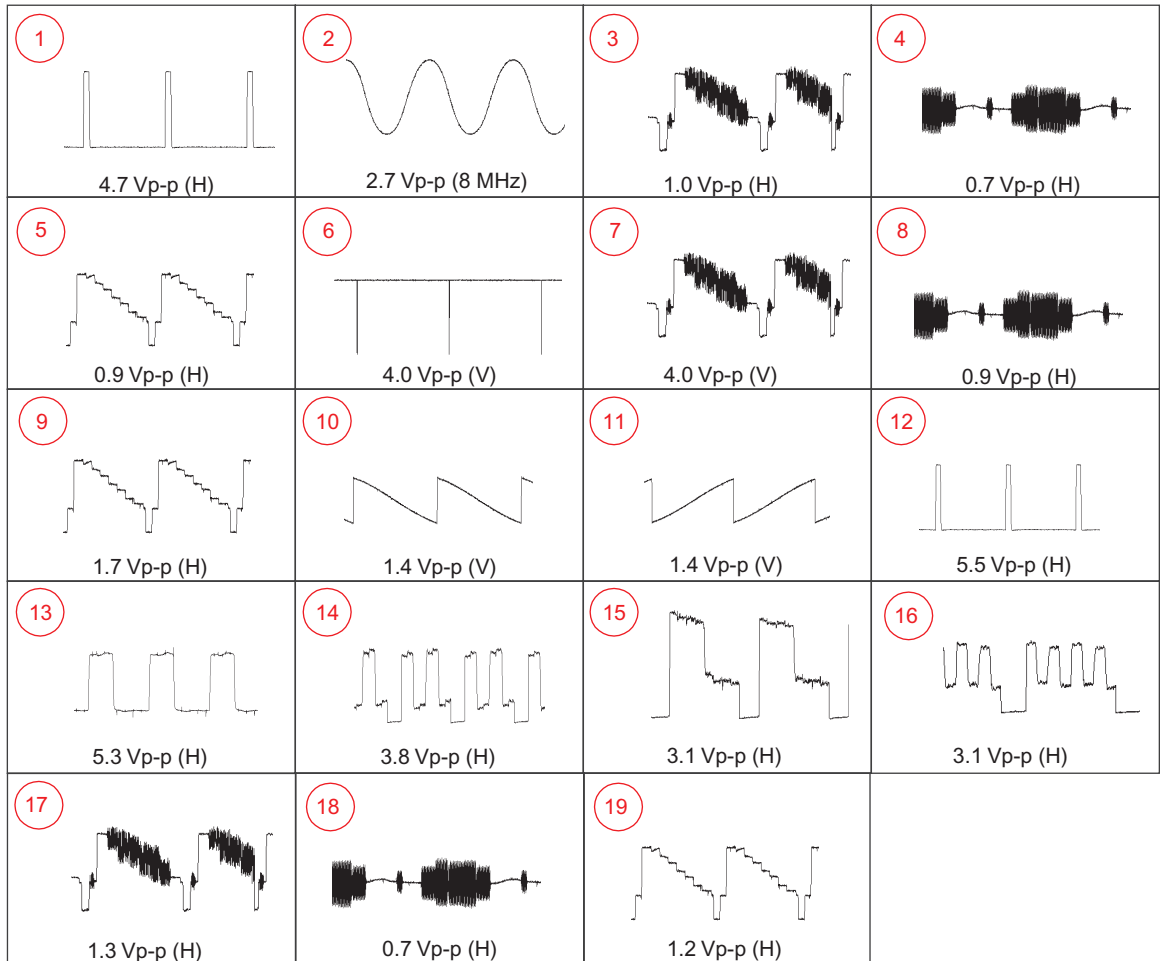 1 2 3 4
4.7 Vp-p (H) 2.7 Vp-p (8 MHz) 1.0 Vp-p (H) 0.7 Vp-p (H)
5 6 7 8
0.9 Vp-p (H) 4.0 Vp-p (V) 4.0 Vp-p (V) 0.9 Vp-p (H)
9 10 11 12
1.7 Vp-p (H) 1.4 Vp-p (V) 1.4 Vp-p (V) 5.5 Vp-p (H)
13 14 15 16
5.3 Vp-p (H) 3.8 Vp-p (H) 3.1 Vp-p (H) 3.1 Vp-p (H)
17 18 19
1.3 Vp-p (H) 0.7 Vp-p (H) 1.2 Vp-p (H)